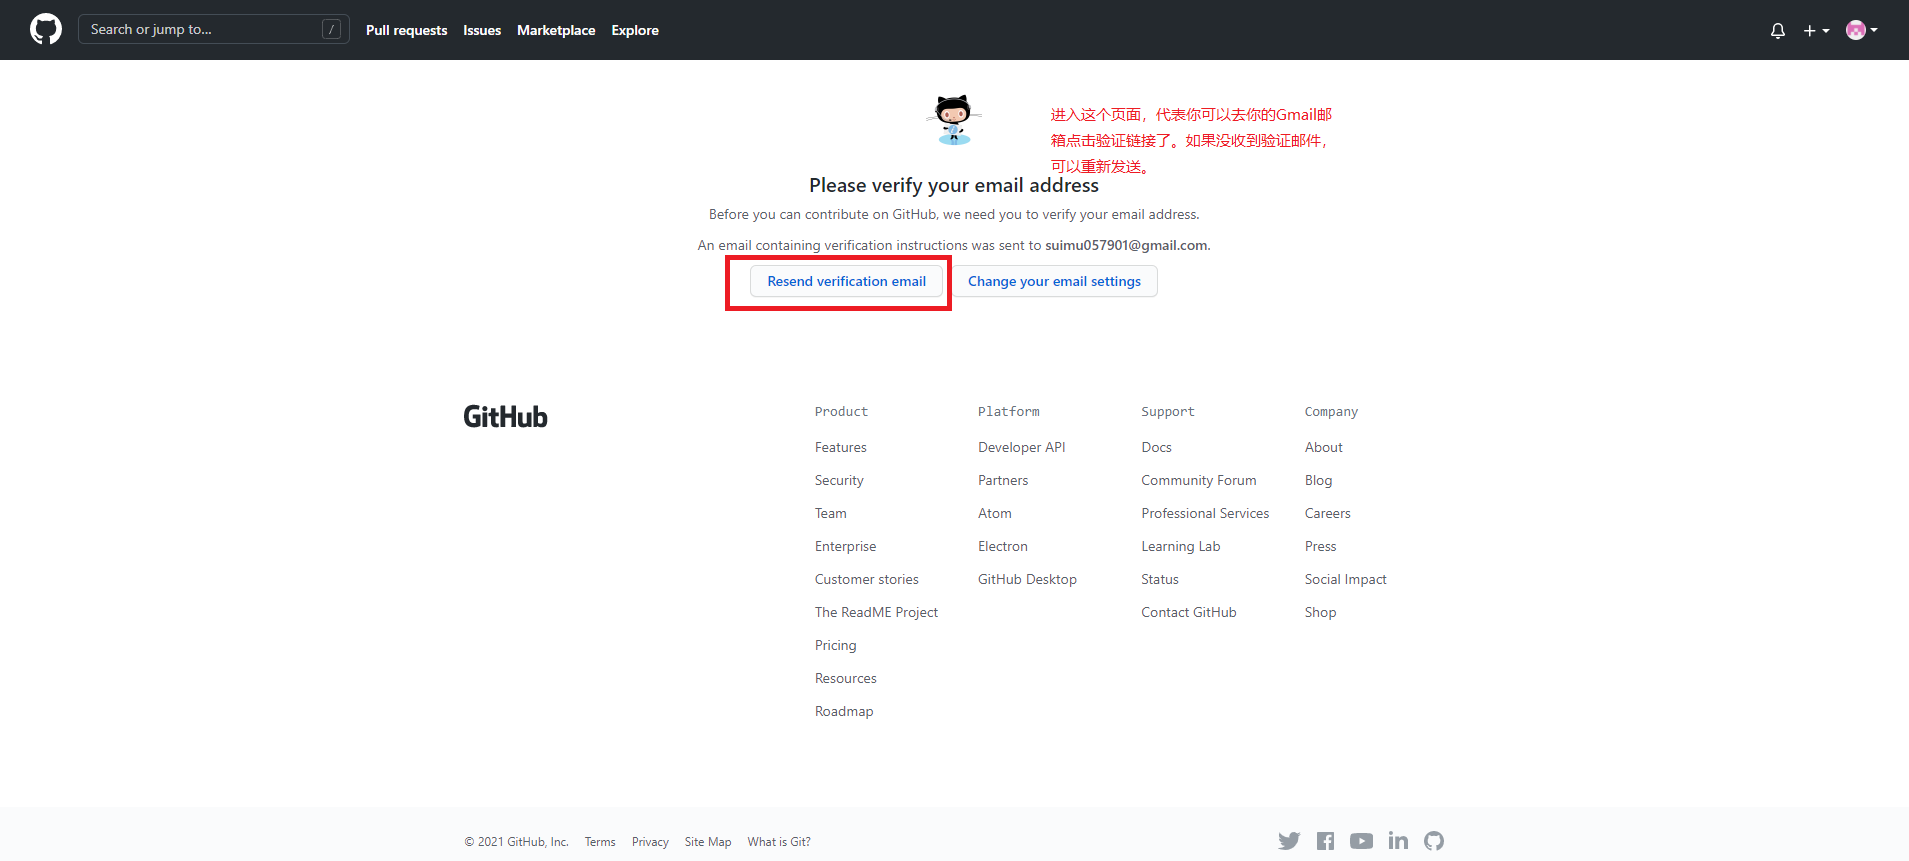 Search or jump to...
/
Pull requests
Issues
Marketplace
Explore
进入这个页面，代表你可以去你的Gmail邮
箱点击验证链接了。如果没收到验证邮件，
可以重新发送。
Please verify your email address
Before you can contribute on GitHub, we need you to verify your email address.
An email containing verification instructions was sent to suimu057901@gmail.com.
Resend verification email
Change your email settings
GitHub
Product
Features
Security
Team
Enterprise
Customer stories
The ReadME Project
Pricing
Resources
Roadmap
Platform
Developer API
Partners
Atom
Electron
GitHub Desktop
Support
Docs
Community Forum
Professional Services
Learning Lab
Status
Contact GitHub
Company
About
Blog
Careers
Press
Social Impact
Shop
© 2021 GitHub, Inc.
Terms
Privacy
Site Map
What is Git?